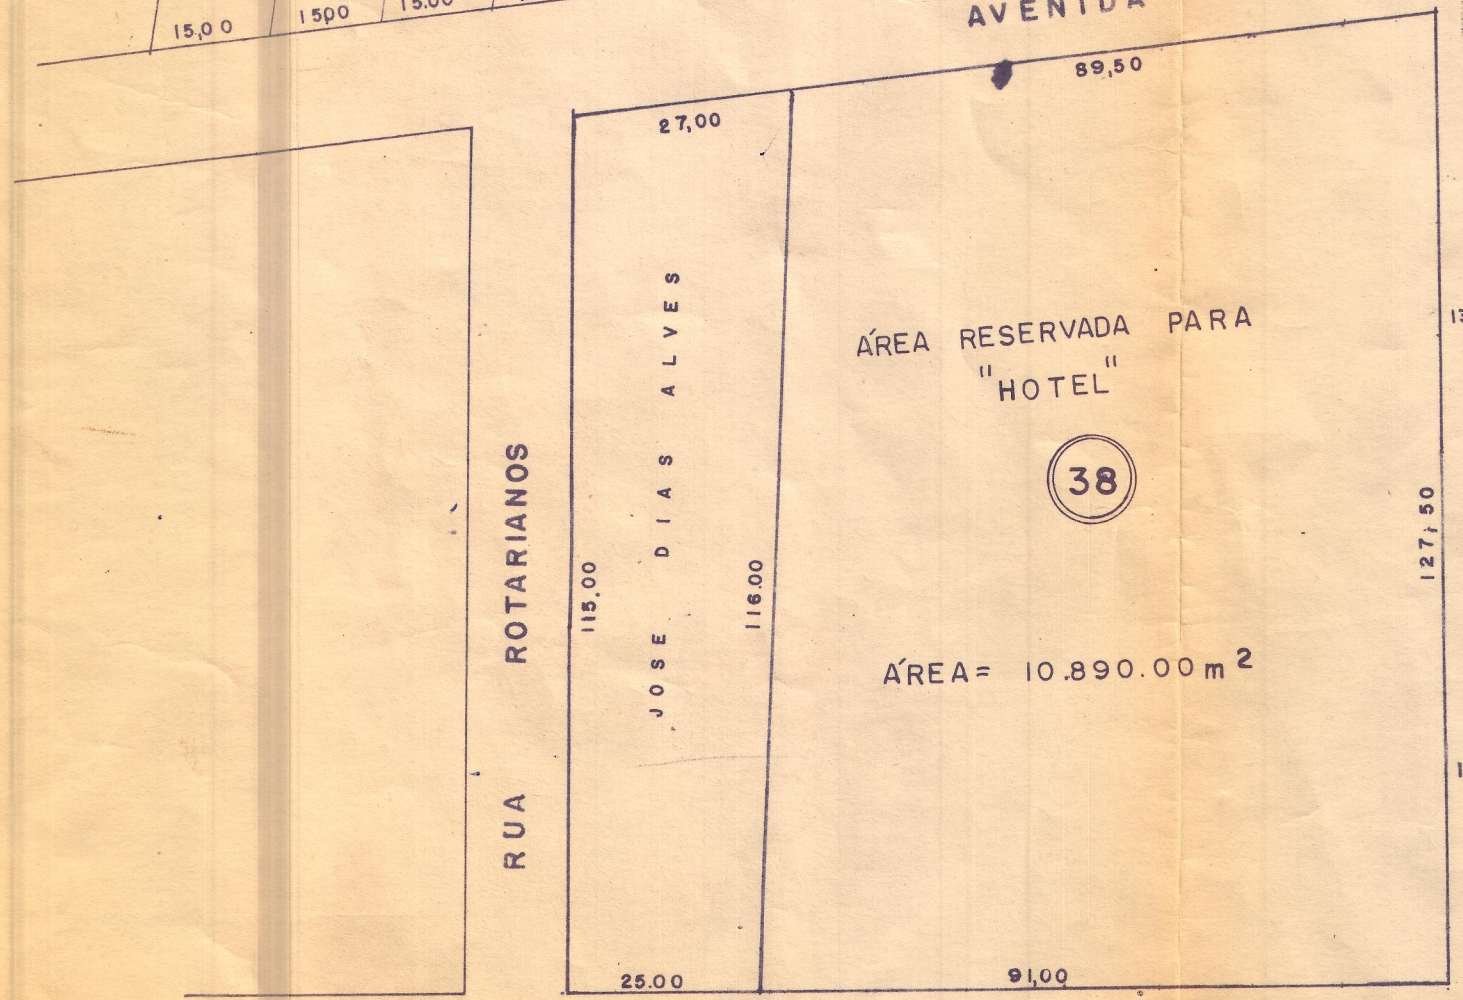 15,00
1500
15.00
AVENIDA
89,50
27,00
JOSE DIAS ALVES
ÁREA RESERVADA PARA
"HOTEL"
38
RUA ROTARIANOS
115,00
116.00
127,50
ÁREA= 10.890.00m²
25.00
91,00